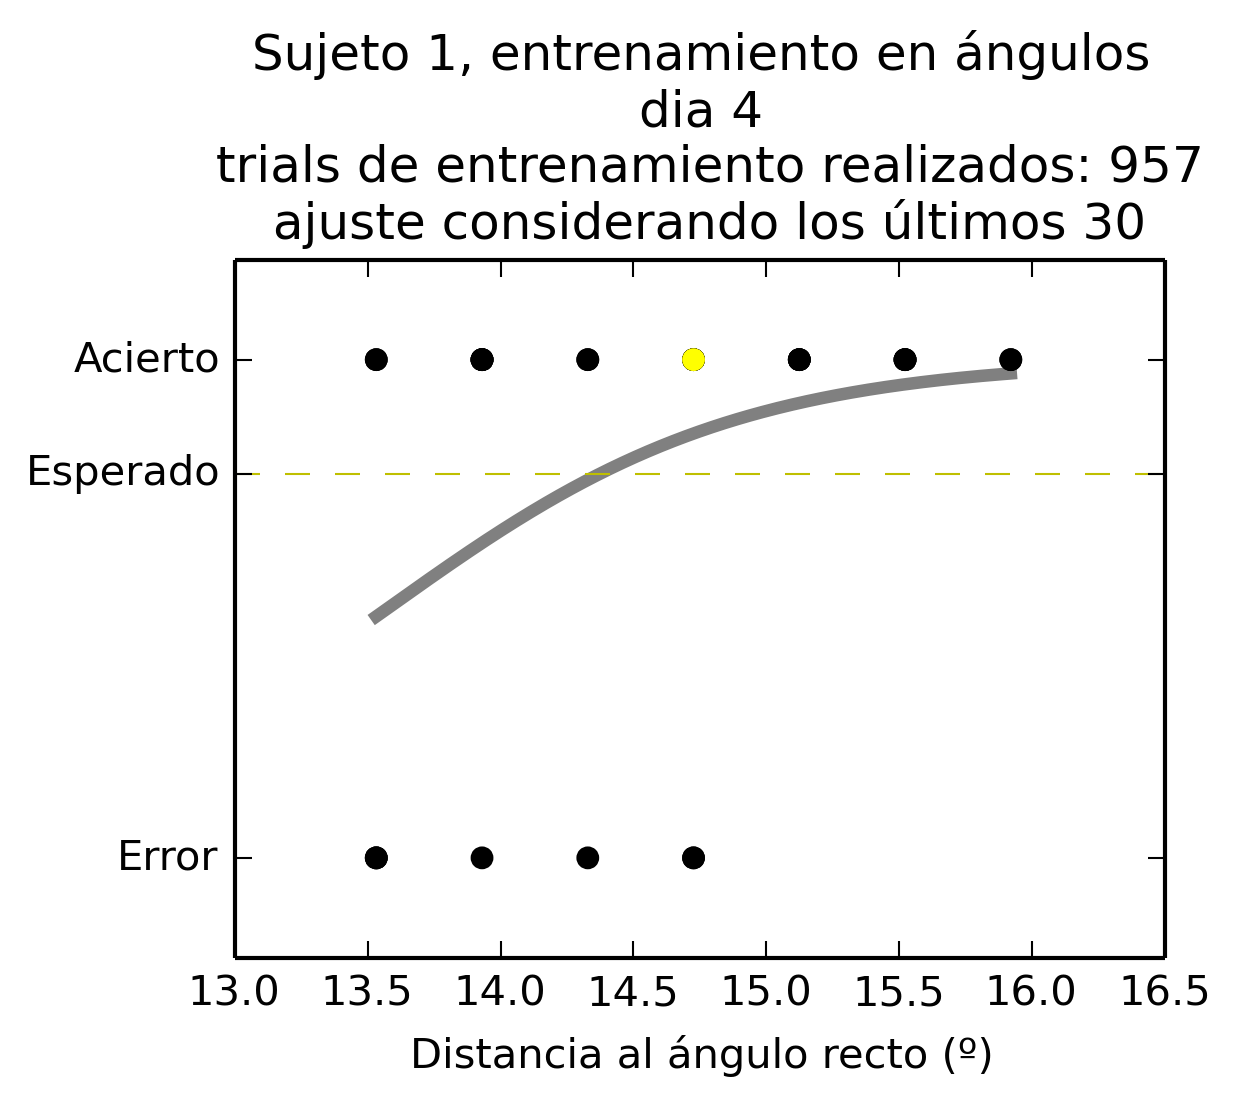 Sujeto 1, entrenamiento en ángulos
dia 4
trials de entrenamiento realizados: 957
ajuste considerando los últimos 30
Acierto
Esperado
Error
13.0 13.5 14.0 14.5 15.0 15.5 16.0 16.5
Distancia al ángulo recto (º)